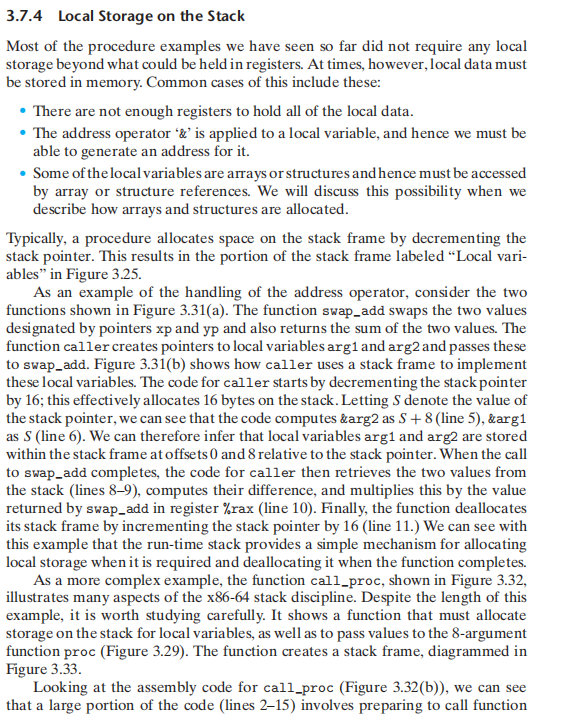 3.7.4 Local Storage on the Stack
Most of the procedure examples we have seen so far did not require any local
storage beyond what could be held in registers. At times, however, local data must
be stored in memory. Common cases of this include these:
• There are not enough registers to hold all of the local data.
• The address operator ‘&’ is applied to a local variable, and hence we must be
able to generate an address for it.
• Some of the local variables are arrays or structures and hence must be accessed
by array or structure references. We will discuss this possibility when we
describe how arrays and structures are allocated.
Typically, a procedure allocates space on the stack frame by decrementing the
stack pointer. This results in the portion of the stack frame labeled “Local vari-
ables” in Figure 3.25.
As an example of the handling of the address operator, consider the two
functions shown in Figure 3.31(a). The function swap_add swaps the two values
designated by pointers xp and yp and also returns the sum of the two values. The
function caller creates pointers to local variables arg1 and arg2 and passes these
to swap_add. Figure 3.31(b) shows how caller uses a stack frame to implement
these local variables. The code for caller starts by decrementing the stack pointer
by 16; this effectively allocates 16 bytes on the stack. Letting S denote the value of
the stack pointer, we can see that the code computes &arg2 as S + 8 (line 5), &arg1
as S (line 6). We can therefore infer that local variables arg1 and arg2 are stored
within the stack frame at offsets 0 and 8 relative to the stack pointer. When the call
to swap_add completes, the code for caller then retrieves the two values from
the stack (lines 8–9), computes their difference, and multiplies this by the value
returned by swap_add in register %rax (line 10). Finally, the function deallocates
its stack frame by incrementing the stack pointer by 16 (line 11.) We can see with
this example that the run-time stack provides a simple mechanism for allocating
local storage when it is required and deallocating it when the function completes.
As a more complex example, the function call_proc, shown in Figure 3.32,
illustrates many aspects of the x86-64 stack discipline. Despite the length of this
example, it is worth studying carefully. It shows a function that must allocate
storage on the stack for local variables, as well as to pass values to the 8-argument
function proc (Figure 3.29). The function creates a stack frame, diagrammed in
Figure 3.33.
Looking at the assembly code for call_proc (Figure 3.32(b)), we can see
that a large portion of the code (lines 2–15) involves preparing to call function